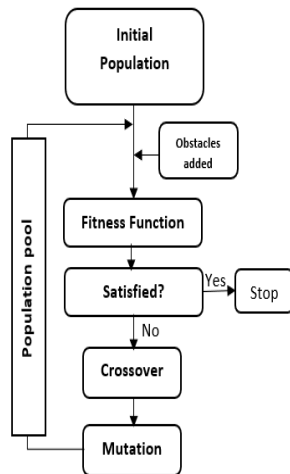 Initial
Population
Obstacles
added
Population pool
Fitness Function
Satisfied?
Yes
Stop
No
Crossover
Mutation